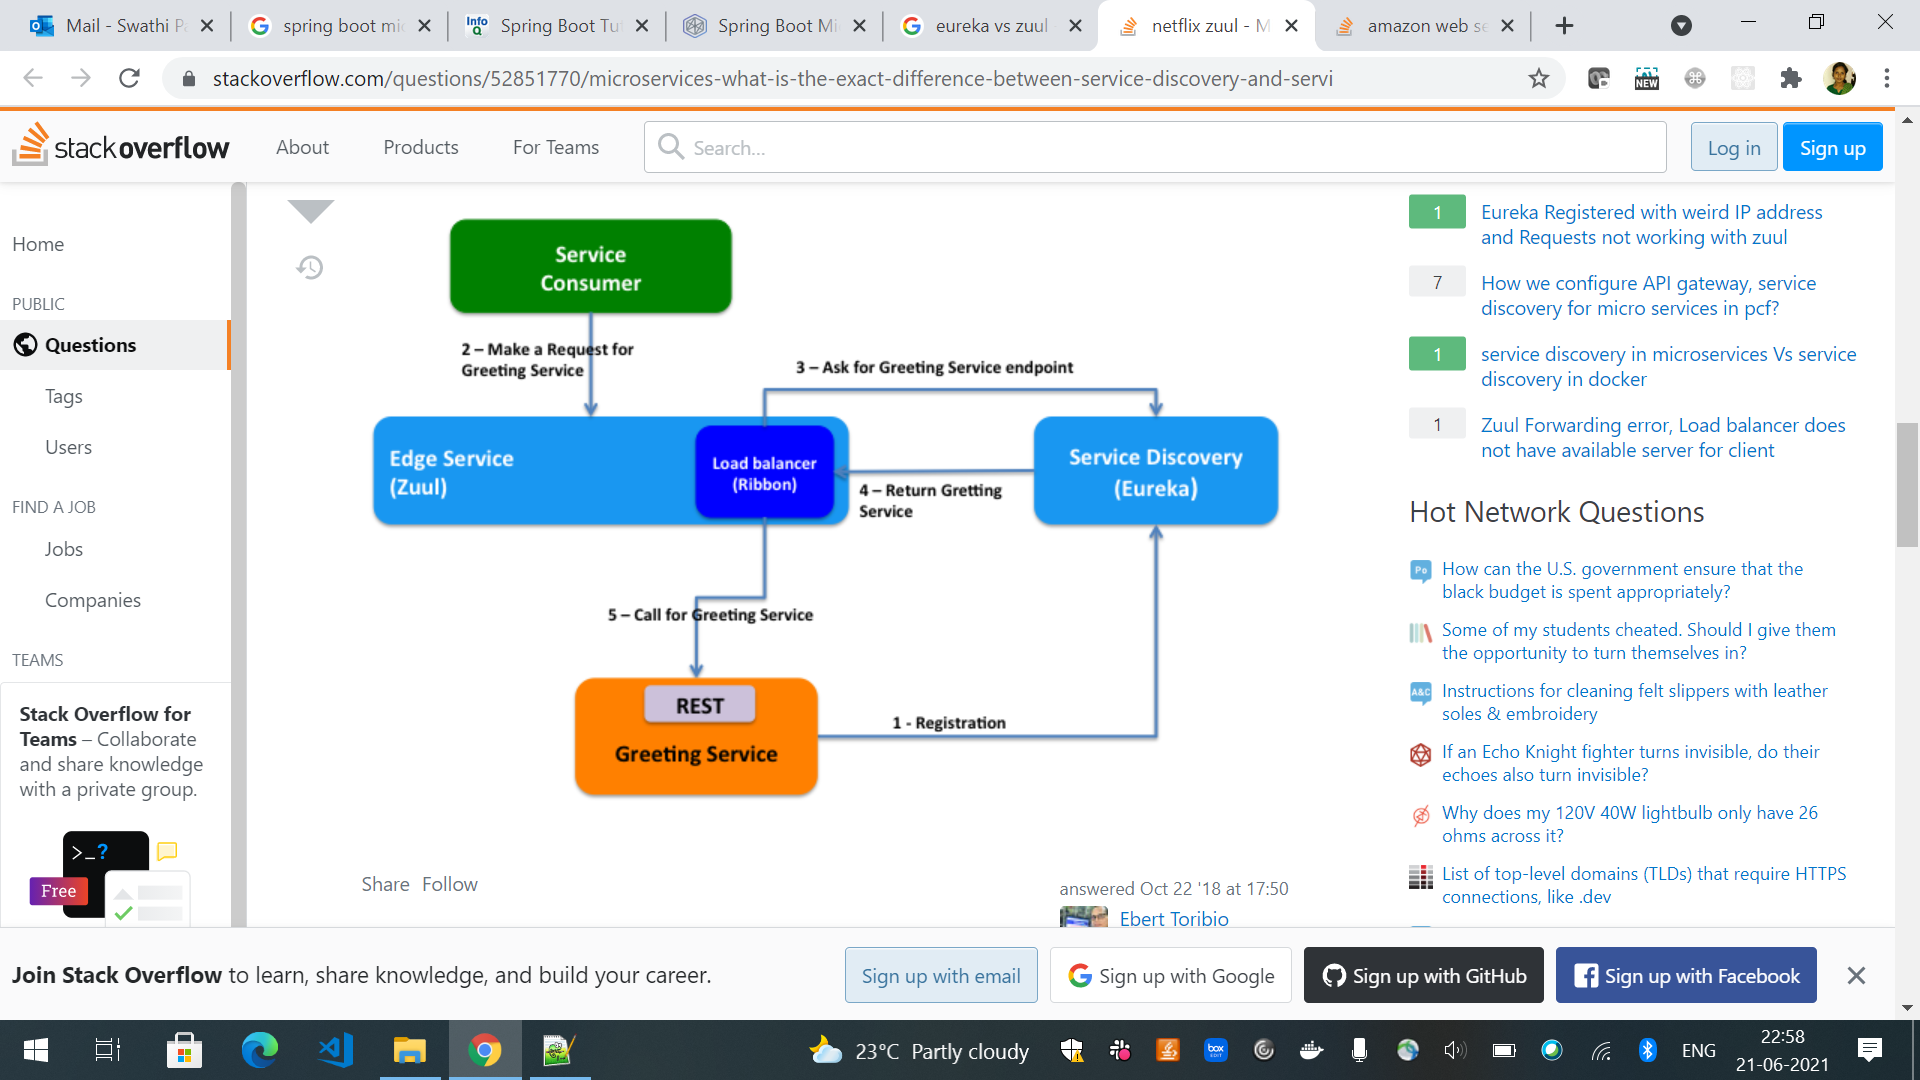 Mail - Swathi P
spring boot mic
Spring Boot Tut
Spring Boot Mi
eureka vs zuul
netflix zuul - M
amazon web se
stackoverflow.com/questions/52851770/microservices-what-is-the-exact-difference-between-service-discovery-and-servi
NEW
stackoverflow
About
Products
For Teams
Search...
Log in
Sign up
Home
PUBLIC
Questions
Tags
Users
FIND A JOB
Jobs
Companies
TEAMS
Stack Overflow for
Teams – Collaborate
and share knowledge
with a private group.
>_?
Free
Service
Consumer
2 – Make a Request for
Greeting Service
3 – Ask for Greeting Service endpoint
Edge Service
(Zuul)
Load balancer
(Ribbon)
Service Discovery
(Eureka)
4 – Return Gretting
Service
5 – Call for Greeting Service
REST
Greeting Service
1 - Registration
Share Follow
answered Oct 22 '18 at 17:50
Ebert Toribio
1
Eureka Registered with weird IP address
and Requests not working with zuul
7
How we configure API gateway, service
discovery for micro services in pcf?
1
service discovery in microservices Vs service
discovery in docker
1
Zuul Forwarding error, Load balancer does
not have available server for client
Hot Network Questions
Po
How can the U.S. government ensure that the
black budget is spent appropriately?
Some of my students cheated. Should I give them
the opportunity to turn themselves in?
A&C
Instructions for cleaning felt slippers with leather
soles & embroidery
If an Echo Knight fighter turns invisible, do their
echoes also turn invisible?
Why does my 120V 40W lightbulb only have 26
ohms across it?
List of top-level domains (TLDs) that require HTTPS
connections, like .dev
Join Stack Overflow to learn, share knowledge, and build your career.
Sign up with email
Sign up with Google
Sign up with GitHub
Sign up with Facebook
23°C Partly cloudy
box
ENG
22:58
21-06-2021